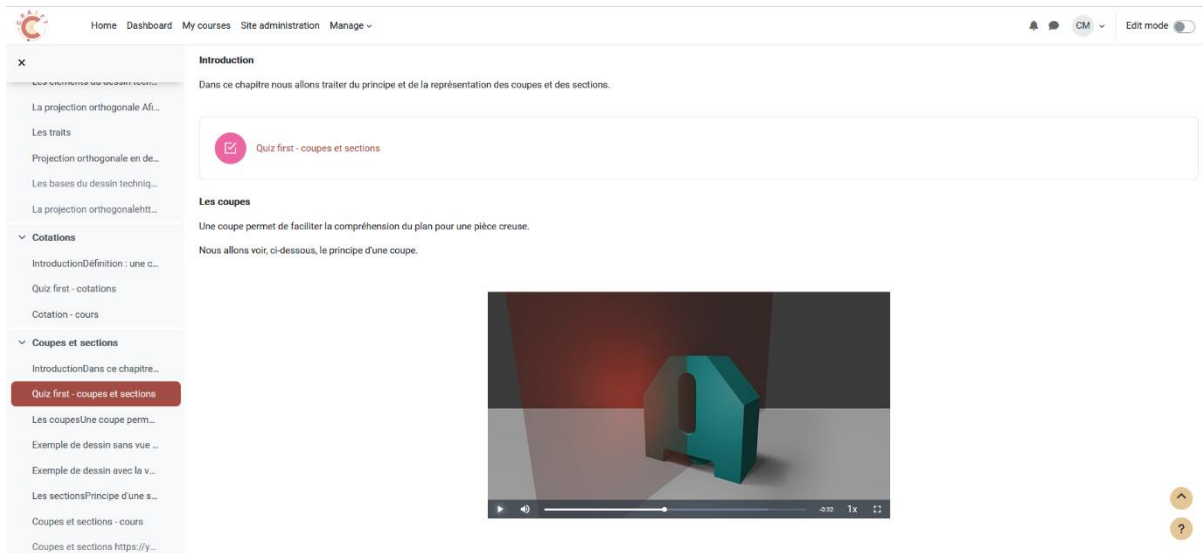 CRAFT
Home Dashboard My courses Site administration Manage
CM Edit mode
La projection orthogonale Afi...
Les traits
Projection orthogonale en de...
Les bases du dessin techniq...
La projection orthogonalehtt...
Cotations
IntroductionDéfinition : une c...
Quiz first - cotations
Cotation - cours
Coupes et sections
IntroductionDans ce chapitre...
Quiz first - coupes et sections
Les coupesUne coupe perm...
Exemple de dessin sans vue ...
Exemple de dessin avec la v...
Les sectionsPrincipe d'une s...
Coupes et sections - cours
Coupes et sections https://y...
Introduction
Dans ce chapitre nous allons traiter du principe et de la représentation des coupes et des sections.
Quiz first - coupes et sections
Les coupes
Une coupe permet de faciliter la compréhension du plan pour une pièce creuse.
Nous allons voir, ci-dessous, le principe d'une coupe.
-0:32 1x
?